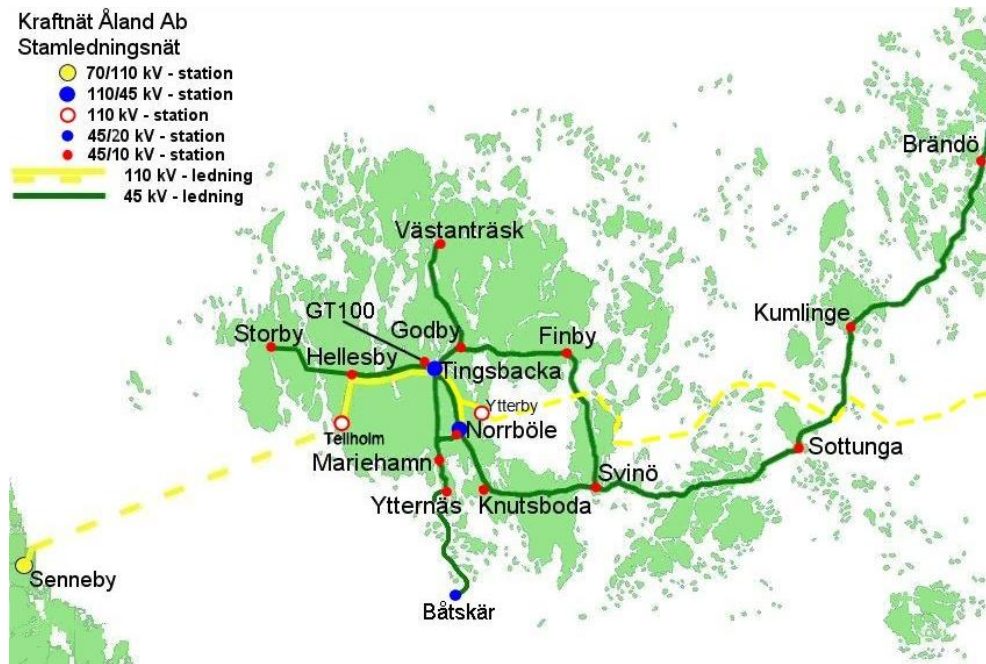 Kraftnät Åland Ab
Stamledningsnät
70/110 kV - station
110/45 kV - station
110 kV - station
45/20 kV - station
45/10 kV - station
110 kV - ledning
45 kV - ledning
Brändö
Västanträsk
GT100
Kumlinge
Storby
Godby
Finby
Hellesby
Tingsbacka
Ytterby
Tellholm
Norrböle
Sottunga
Mariehamn
Svinö
Ytternäs
Knutsboda
Senneby
Båtskär